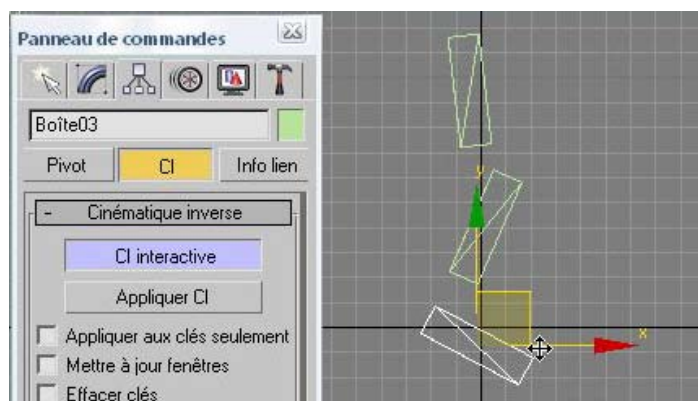 Panneau de commandes
Boîte03
Pivot CI Info lien
- Cinématique inverse
CI interactive
Appliquer CI
Appliquer aux clés seulement
Mettre à jour fenêtres
Effacer clés
y
x